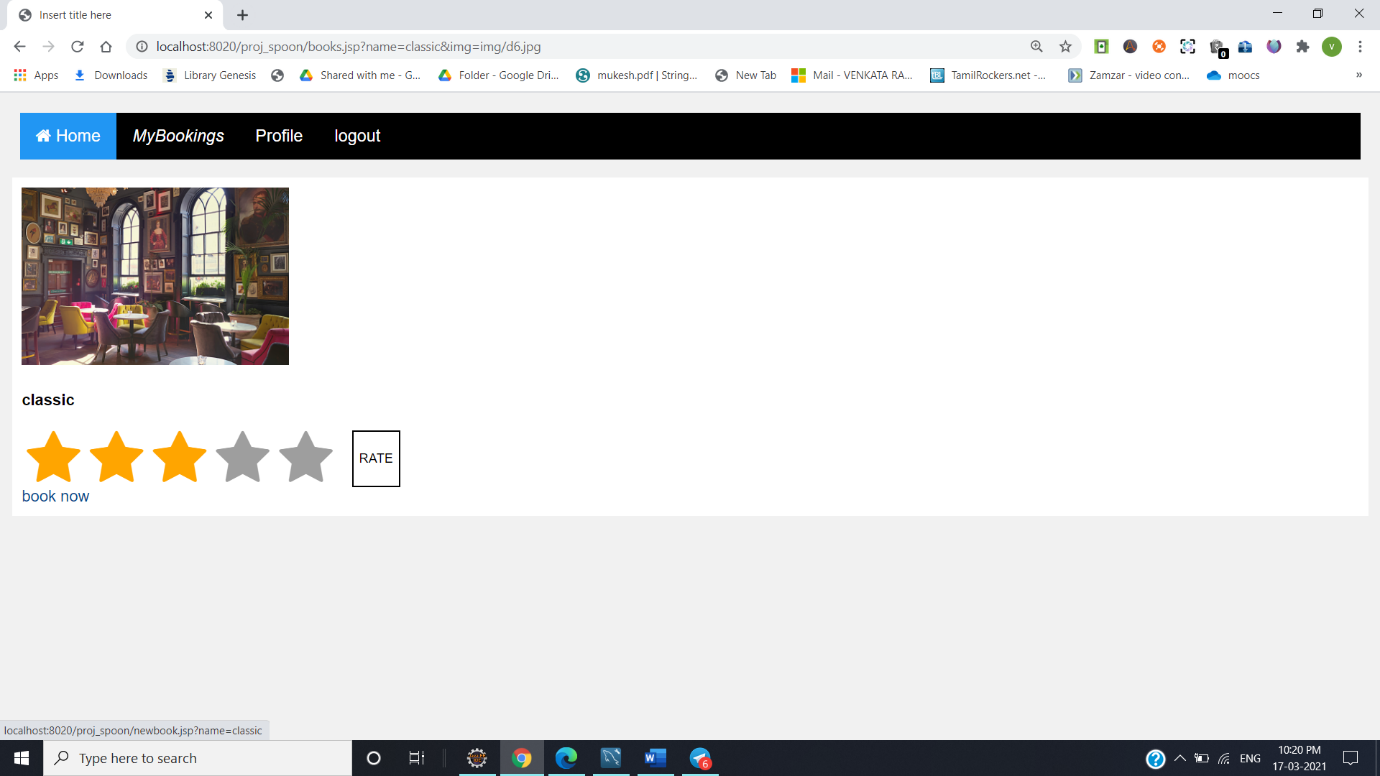 Insert title here
localhost:8020/proj_spoon/books.jsp?name=classic&img=img/d6.jpg
V
0
Apps Downloads Library Genesis Shared with me - G... Folder - Google Dri... mukesh.pdf | String... New Tab Mail - VENKATA RA... TamilRockers.net -... Zamzar - video con... moocs »
Home MyBookings Profile logout
classic
RATE
book now
localhost:8020/proj_spoon/newbook.jsp?name=classic
Type here to search
6
ENG
10:20 PM
17-03-2021